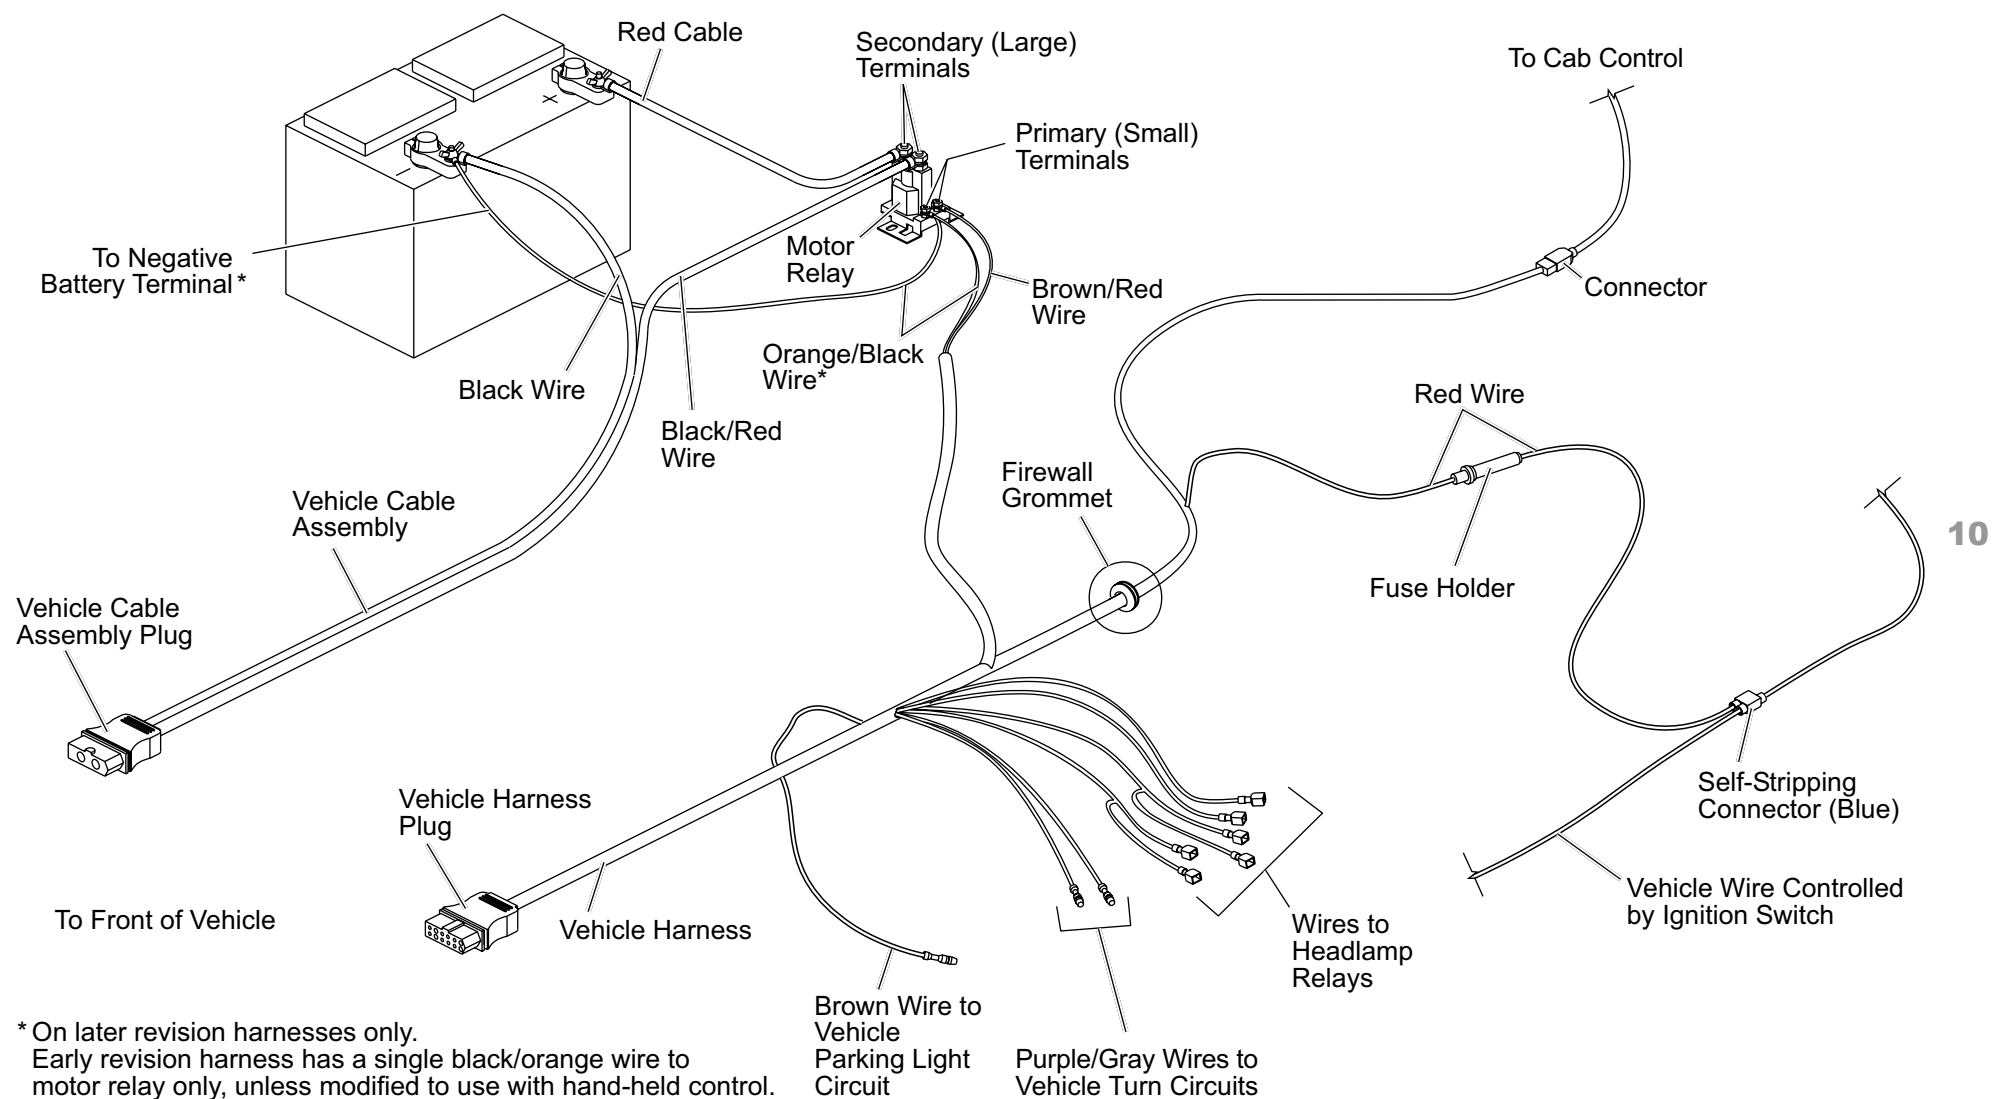 Red Cable
Secondary (Large)
Terminals
To Cab Control
Primary (Small)
Terminals
+
−
To Negative
Battery Terminal*
Motor
Relay
Brown/Red
Wire
Connector
Orange/Black
Wire*
Black Wire
Black/Red
Wire
Red Wire
Firewall
Grommet
Vehicle Cable
Assembly
10
Fuse Holder
Vehicle Cable
Assembly Plug
Self-Stripping
Connector (Blue)
Vehicle Harness
Plug
Vehicle Wire Controlled
by Ignition Switch
To Front of Vehicle
Vehicle Harness
Wires to
Headlamp
Relays
Brown Wire to
Vehicle
Parking Light
Circuit
Purple/Gray Wires to
Vehicle Turn Circuits
* On later revision harnesses only.
Early revision harness has a single black/orange wire to
motor relay only, unless modified to use with hand-held control.